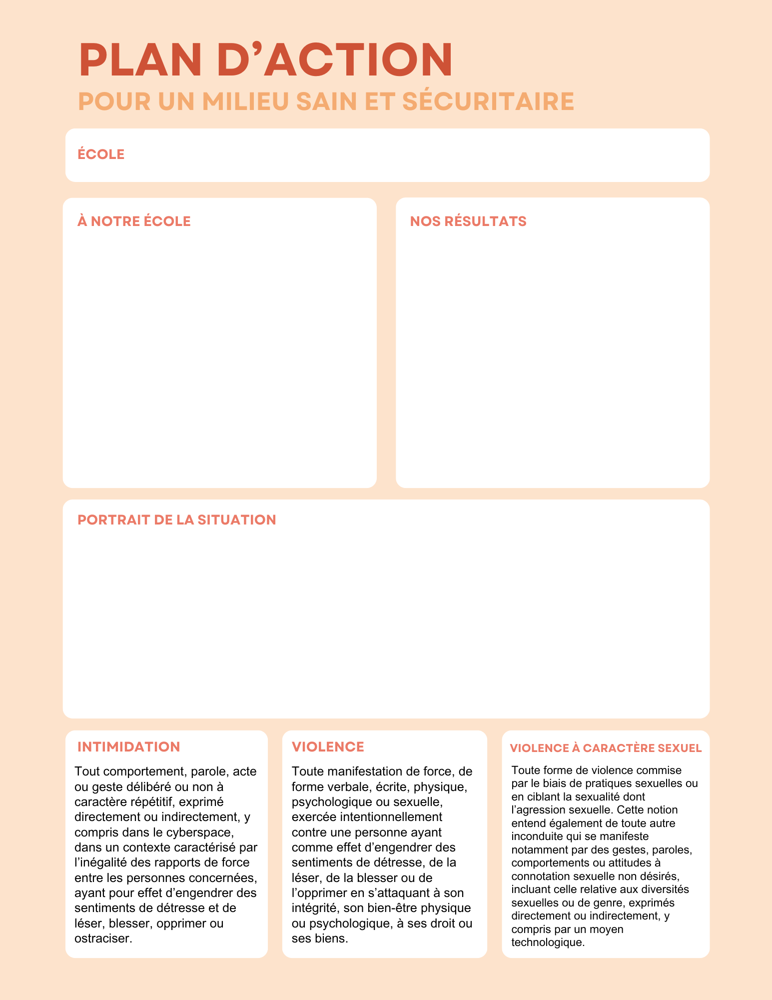 PLAN D’ACTION
POUR UN MILIEU SAIN ET SÉCURITAIRE
ÉCOLE
À NOTRE ÉCOLE
NOS RÉSULTATS
PORTRAIT DE LA SITUATION
INTIMIDATION
Tout comportement, parole, acte
ou geste délibéré ou non à
caractère répétitif, exprimé
directement ou indirectement, y
compris dans le cyberspace,
dans un contexte caractérisé par
l’inégalité des rapports de force
entre les personnes concernées,
ayant pour effet d’engendrer des
sentiments de détresse et de
léser, blesser, opprimer ou
ostraciser.
VIOLENCE
Toute manifestation de force, de
forme verbale, écrite, physique,
psychologique ou sexuelle,
exercée intentionnellement
contre une personne ayant
comme effet d’engendrer des
sentiments de détresse, de la
léser, de la blesser ou de
l’opprimer en s’attaquant à son
intégrité, son bien-être physique
ou psychologique, à ses droit ou
ses biens.
VIOLENCE À CARACTÈRE SEXUEL
Toute forme de violence commise
par le biais de pratiques sexuelles ou
en ciblant la sexualité dont
l’agression sexuelle. Cette notion
entend également de toute autre
inconduite qui se manifeste
notamment par des gestes, paroles,
comportements ou attitudes à
connotation sexuelle non désirés,
incluant celle relative aux diversités
sexuelles ou de genre, exprimés
directement ou indirectement, y
compris par un moyen
technologique.